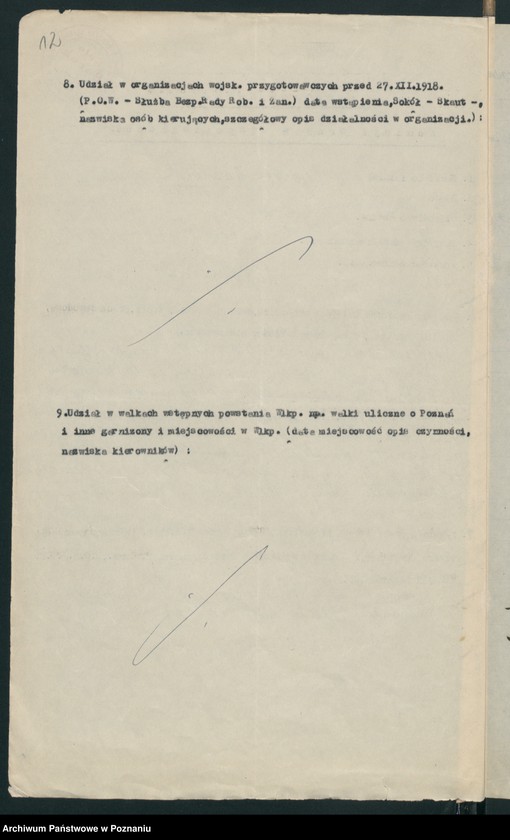 12
8. Udział w organizacjach wojsk. przygotowawczych przed 27.XII.1918.
(P.O.W. - Służba Bezp.Rady Rob. i Żon.) data wstąpienia,Sokół - Skaut -,
nazwiska osób kierujących,szczegółowy opis działalności w organizacji.) :
9.Udział w walkach wstępnych powstania Wlkp. np. walki uliczne o Poznań
i inne garnizony i miejscowości w Wlkp. (data miejscowość opis czynności,
nazwiska kierowników) :
Archiwum Państwowe w Poznaniu